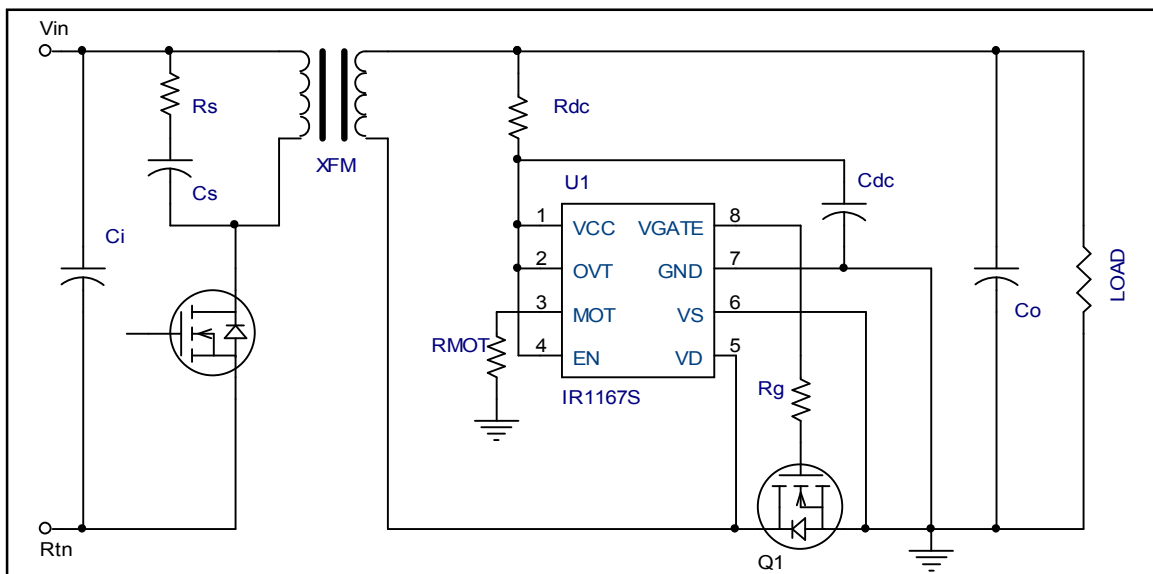 Vin
Rs
Cs
Ci
Rtn
XFM
Rdc
Cdc
U1
1 VCC VGATE 8
2 OVT GND 7
3 MOT VS 6
4 EN VD 5
RMOT
IR1167S
Rg
Q1
Co
LOAD